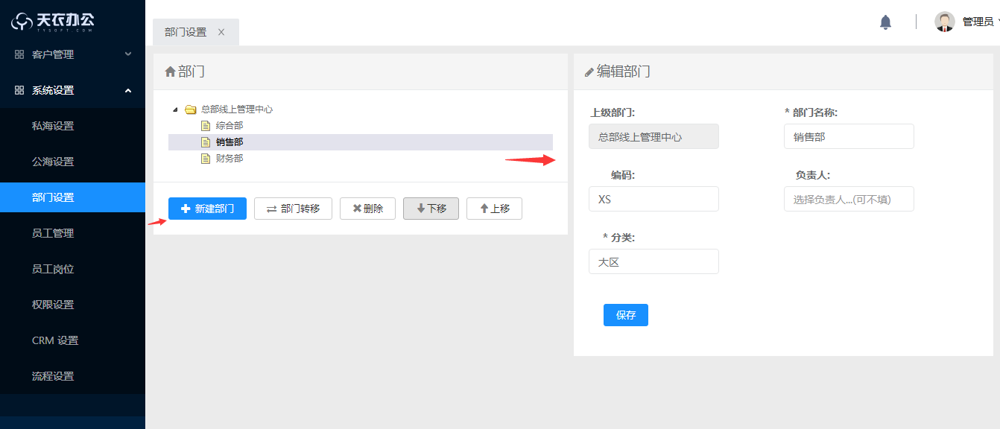 天衣办公
TYSOFT.COM
客户管理
系统设置
私海设置
公海设置
部门设置
员工管理
员工岗位
权限设置
CRM 设置
流程设置
部门设置 ×
管理员
部门
总部线上管理中心
综合部
销售部
财务部
新建部门 部门转移 删除 下移 上移
编辑部门
上级部门: * 部门名称:
总部线上管理中心 销售部
编码: 负责人:
XS 选择负责人...(可不填)
* 分类:
大区
保存